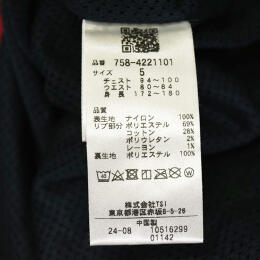 品番 758-4221101
サイズ 5
チェスト 94~100
ウエスト 80~84
身長 172~180
品質
表生地 ナイロン 100%
リブ部分 ポリエステル 69%
コットン 28%
ポリウレタン 2%
レーヨン 1%
裏生地 ポリエステル 100%
株式会社TSI
東京都港区赤坂8-5-26
中国製
24-08 10516299
01142